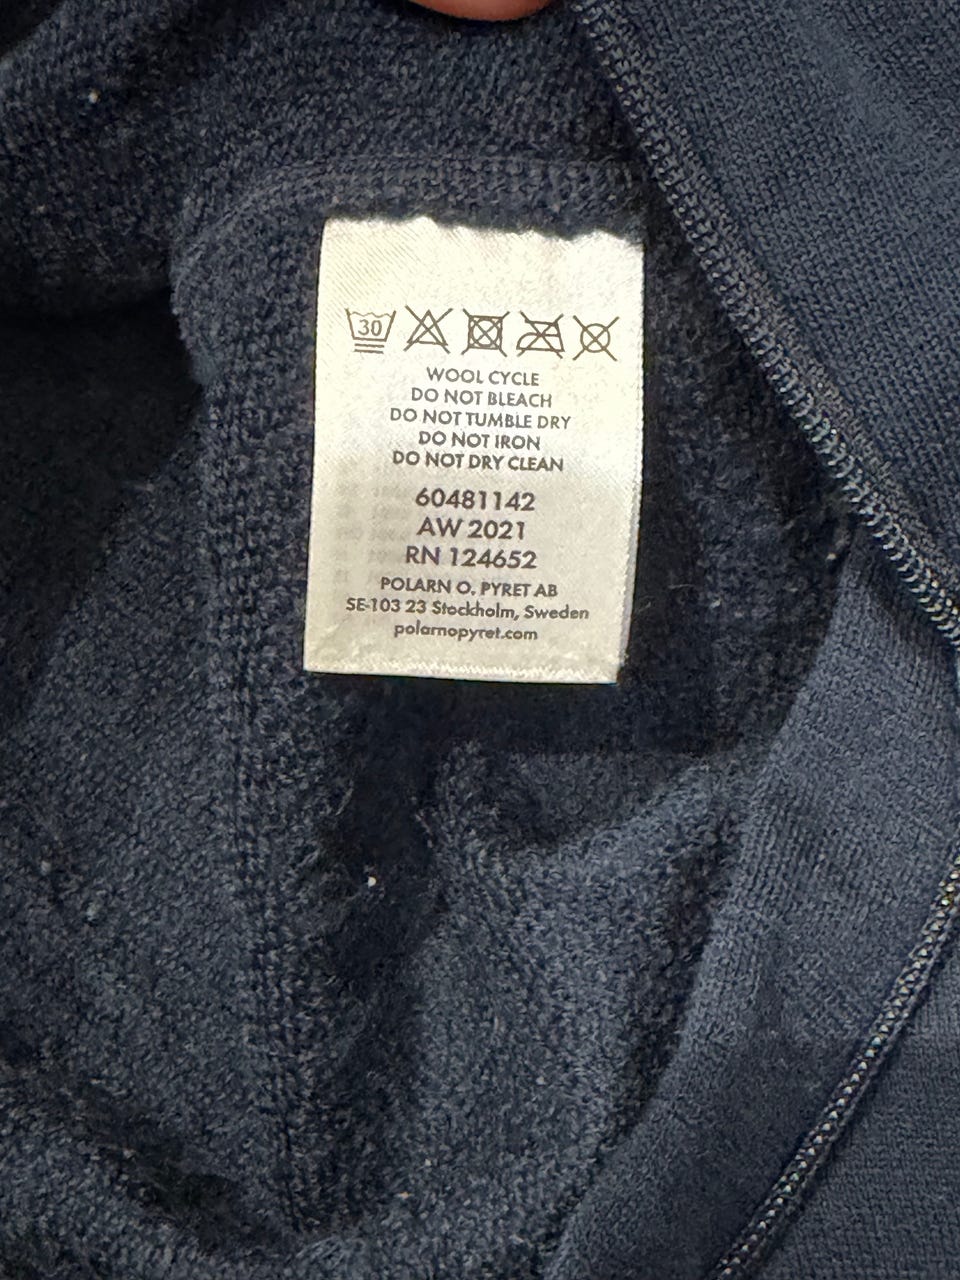 30
WOOL CYCLE
DO NOT BLEACH
DO NOT TUMBLE DRY
DO NOT IRON
DO NOT DRY CLEAN
60481142
AW 2021
RN 124652
POLARN O. PYRET AB
SE-103 23 Stockholm, Sweden
polarnopyret.com